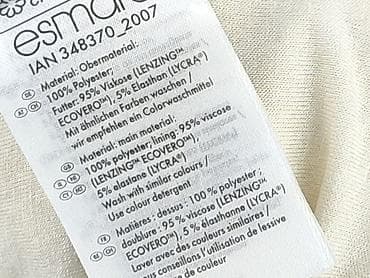 esmara
IAN 348370_2007
Material: Obermaterial:
100% Polyester;
Futter: 95% Viskose (LENZING™
ECOVERO™), 5% Elasthan (LYCRA®)
Mit ähnlichen Farben waschen /
wir empfehlen ein Colorwaschmittel
Material: main material:
100% polyester; lining: 95% viscose
(LENZING™ ECOVERO™),
5% elastane (LYCRA®)
Wash with similar colours /
Use colour detergent
Matières: dessus: 100% polyester;
doublure: 95% viscose (LENZING™
ECOVERO™), 5% élasthanne (LYCRA®)
Laver avec des couleurs similaires /
nous conseillons l'utilisation de lessive
de couleur